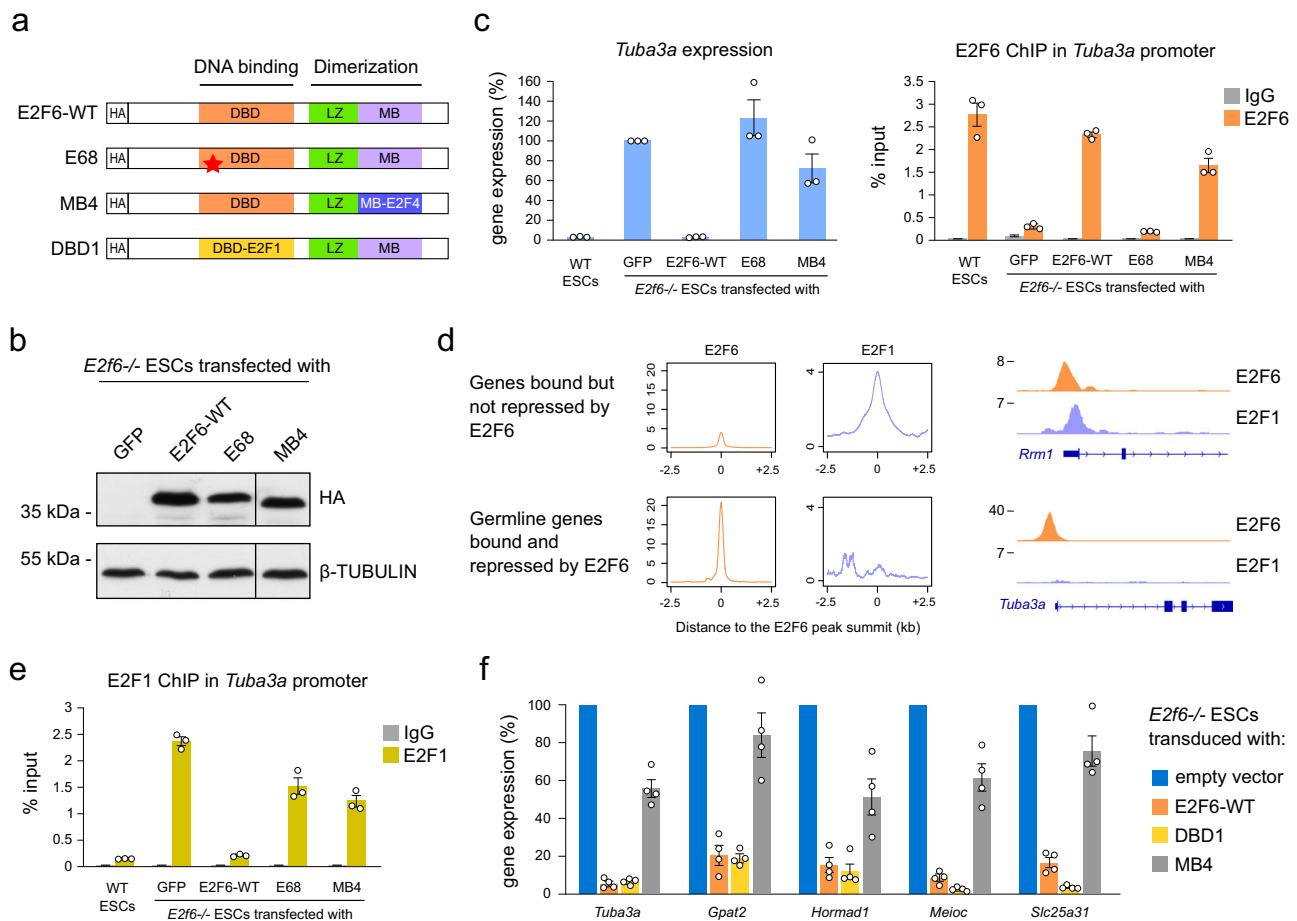 a
DNA binding Dimerization
E2F6-WT HA DBD LZ MB
E68 HA DBD LZ MB
MB4 HA DBD LZ MB-E2F4
DBD1 HA DBD-E2F1 LZ MB
b
E2f6-/- ESCs transfected with
GFP E2F6-WT E68 MB4
35 kDa - HA
55 kDa - β-TUBULIN
c
Tuba3a expression
gene expression (%)
160
140
120
100
80
60
40
20
0
WT ESCs GFP E2F6-WT E68 MB4
E2f6-/- ESCs transfected with
E2F6 ChIP in Tuba3a promoter
IgG
E2F6
% input
3.5
3
2.5
2
1.5
1
0.5
0
WT ESCs GFP E2F6-WT E68 MB4
E2f6-/- ESCs transfected with
d
E2F6 E2F1
Genes bound but
not repressed by
E2F6
20
15
10
5
0
-2.5 0 +2.5
4
0
-2.5 0 +2.5
8 - E2F6
7 - E2F1
Rrm1
Germline genes
bound and
repressed by E2F6
20
15
10
5
0
-2.5 0 +2.5
4
0
-2.5 0 +2.5
Distance to the E2F6 peak summit (kb)
40 - E2F6
7 - E2F1
Tuba3a
e
E2F1 ChIP in Tuba3a promoter
IgG
E2F1
% input
3
2.5
2
1.5
1
0.5
0
WT ESCs GFP E2F6-WT E68 MB4
E2f6-/- ESCs transfected with
f
gene expression (%)
100
80
60
40
20
0
Tuba3a Gpat2 Hormad1 Meioc Slc25a31
E2f6-/- ESCs
transduced with:
empty vector
E2F6-WT
DBD1
MB4